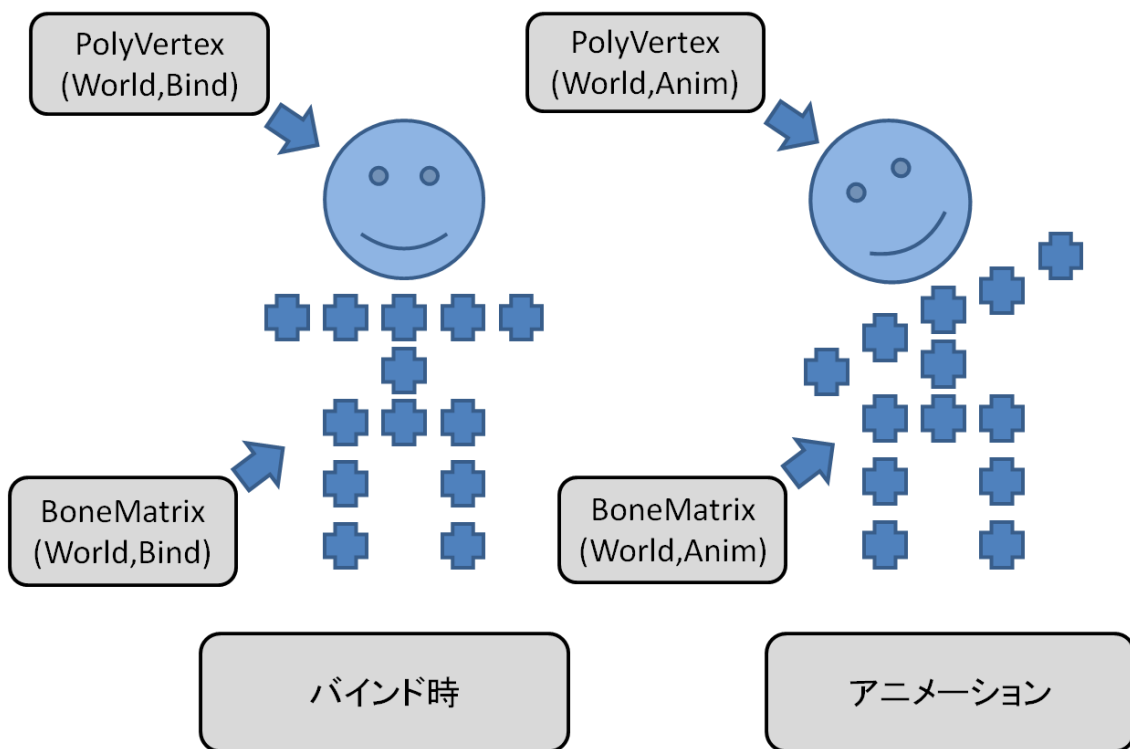 PolyVertex
(World,Bind)
PolyVertex
(World,Anim)
BoneMatrix
(World,Bind)
BoneMatrix
(World,Anim)
バインド時
アニメーション